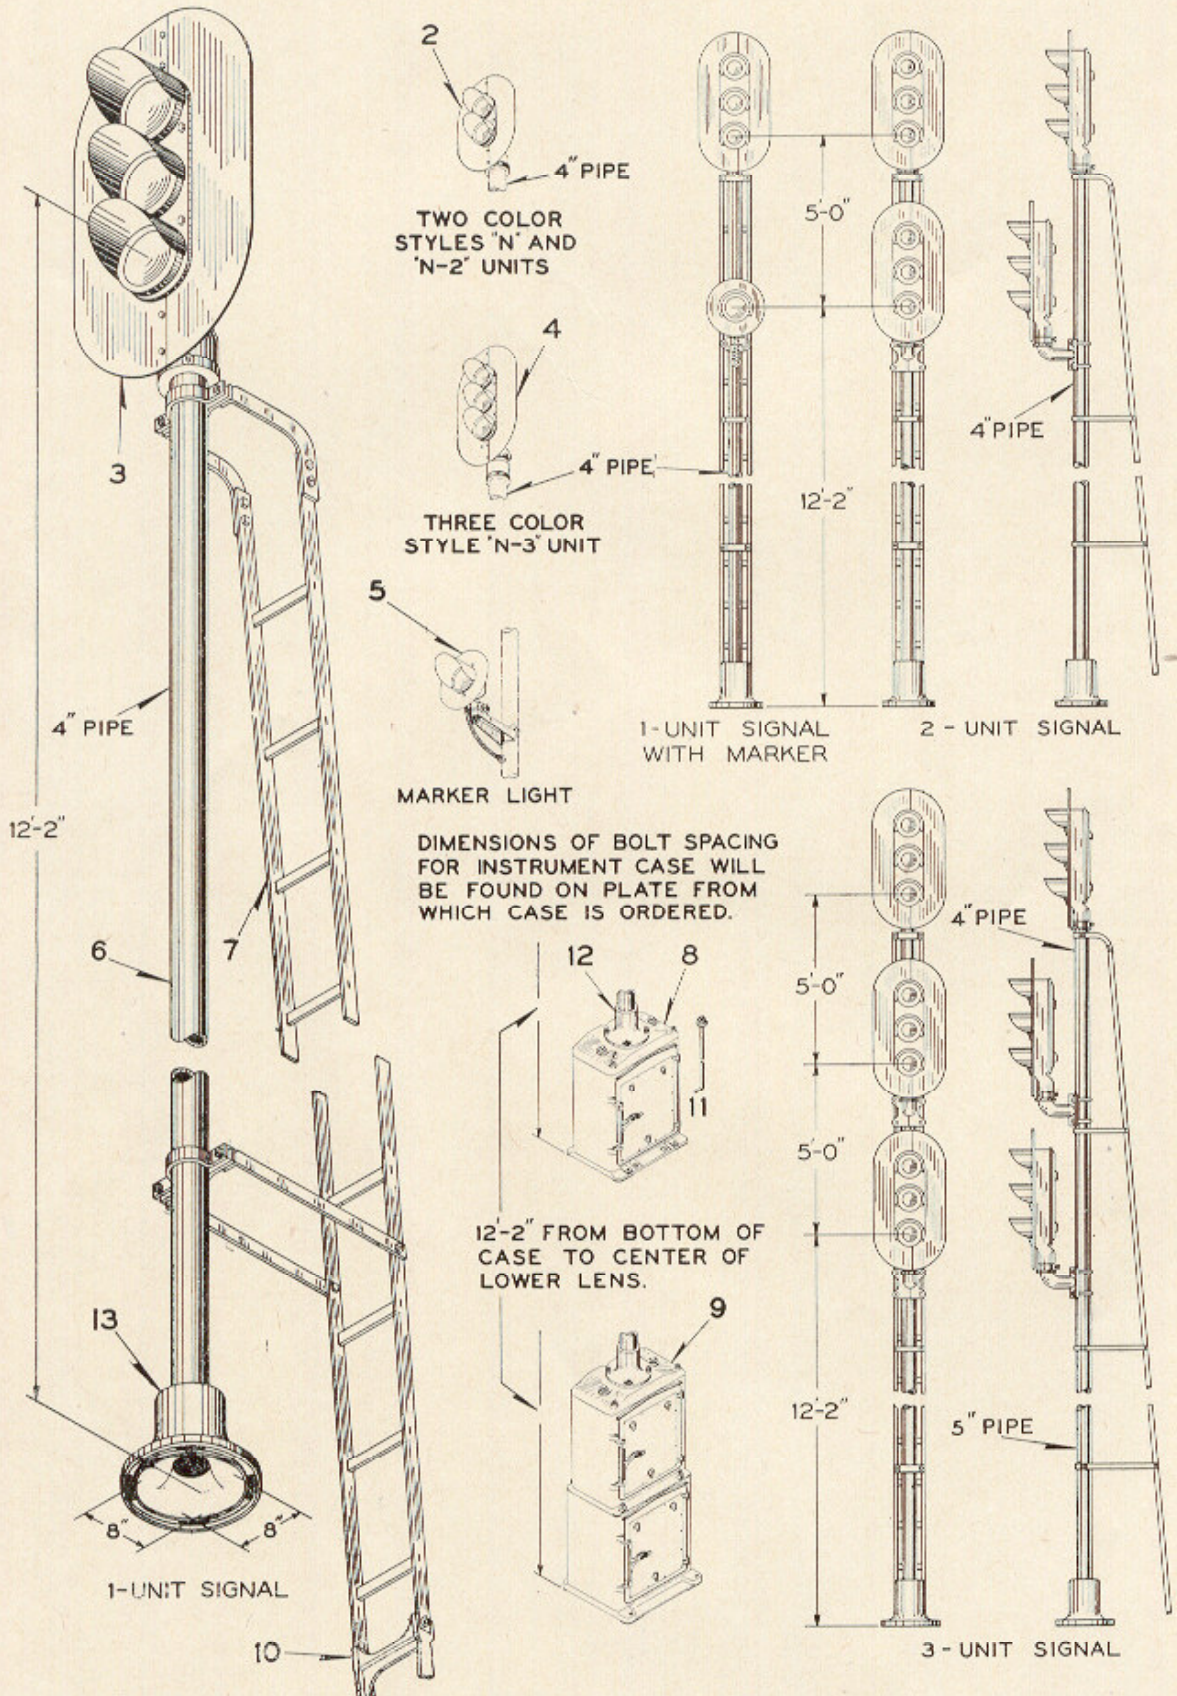 2
4" PIPE
TWO COLOR
STYLES "N" AND
"N-2" UNITS
3
4
4" PIPE
THREE COLOR
STYLE "N-3" UNIT
5
MARKER LIGHT
4" PIPE
12'-2"
6
7
13
8"
8"
1-UNIT SIGNAL
10
5'-0"
12'-2"
1-UNIT SIGNAL
WITH MARKER
4" PIPE
2 - UNIT SIGNAL
DIMENSIONS OF BOLT SPACING
FOR INSTRUMENT CASE WILL
BE FOUND ON PLATE FROM
WHICH CASE IS ORDERED.
12
8
11
12'-2" FROM BOTTOM OF
CASE TO CENTER OF
LOWER LENS.
9
4" PIPE
5'-0"
5'-0"
12'-2"
5" PIPE
3 - UNIT SIGNAL